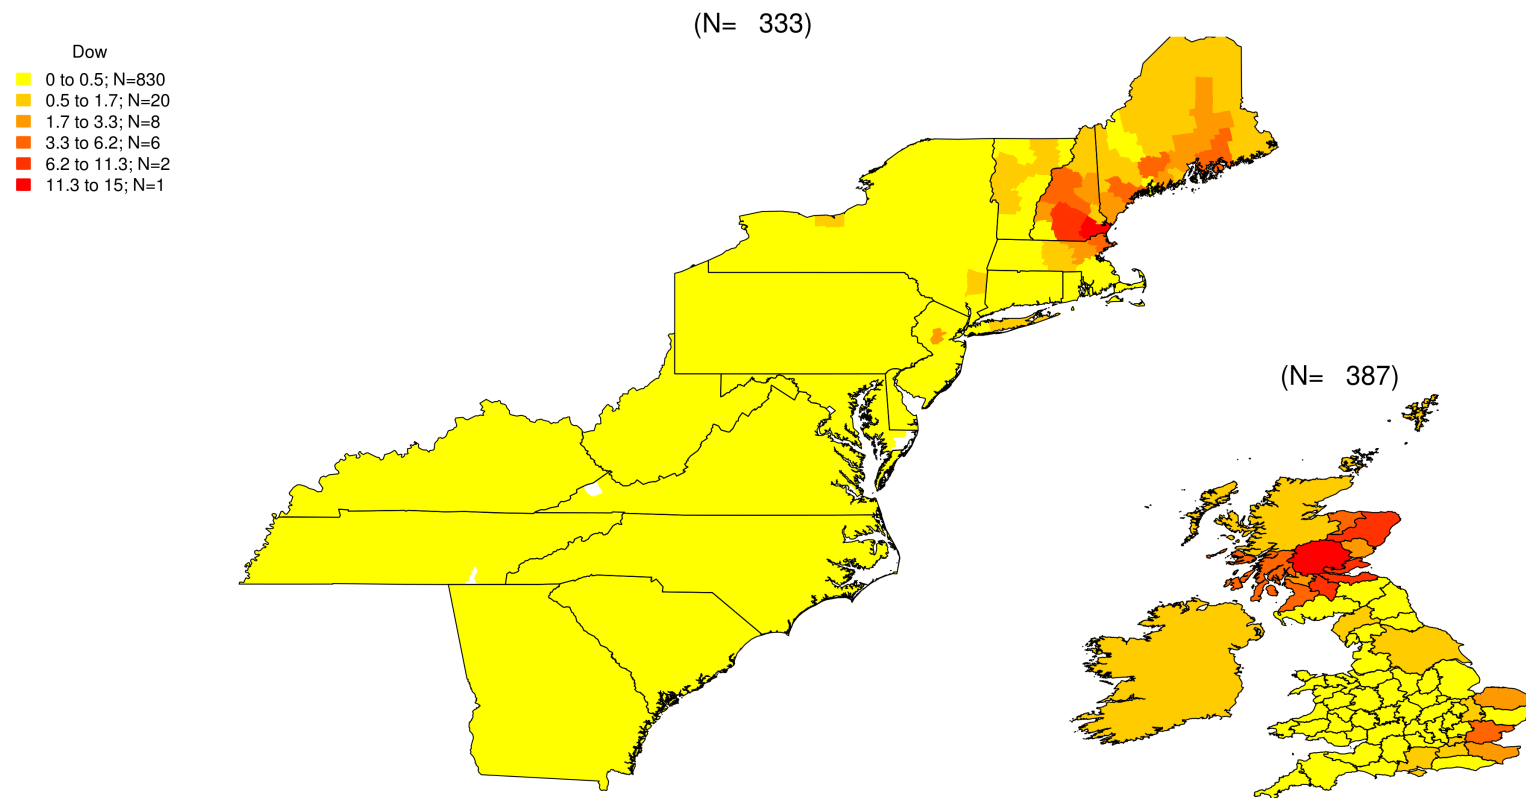 (N= 333)
Dow
0 to 0.5; N=830
0.5 to 1.7; N=20
1.7 to 3.3; N=8
3.3 to 6.2; N=6
6.2 to 11.3; N=2
11.3 to 15; N=1
(N= 387)